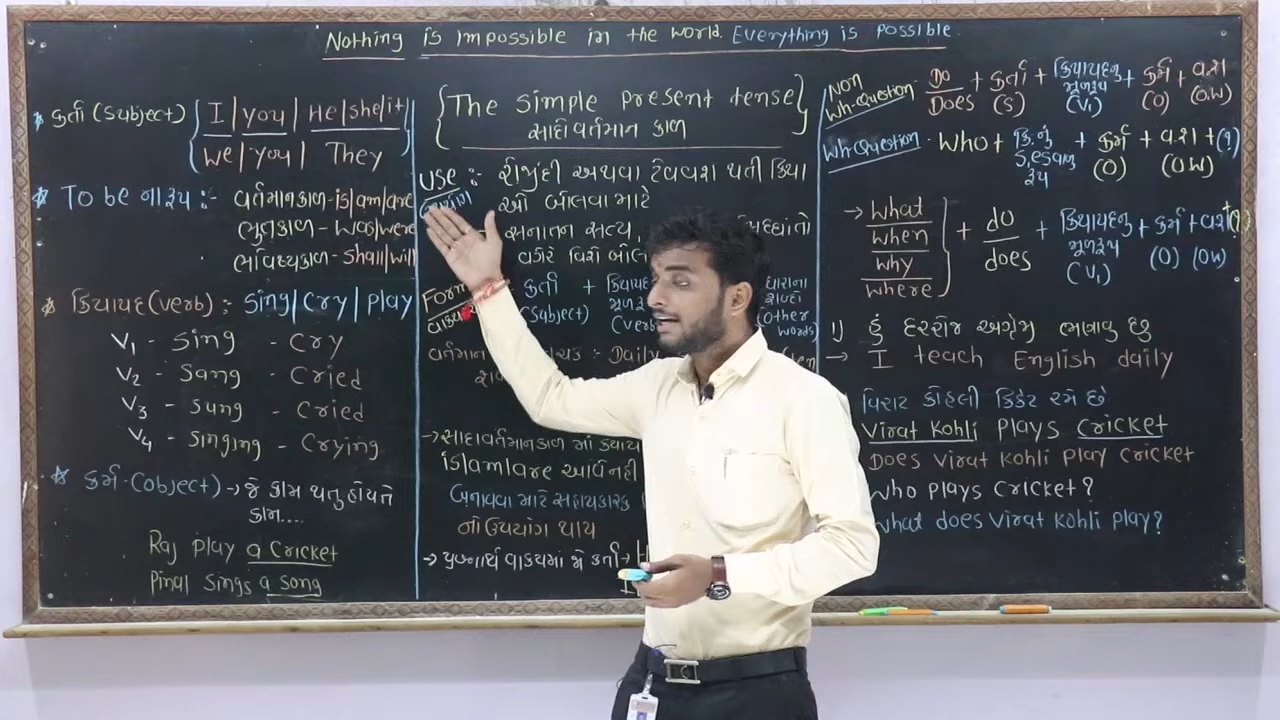 Nothing is impossible in the world. Everything is possible
* કર્તા (Subject)
I | you | He|she|it
We | you | They
* To be ના રૂપ :- વર્તમાનકાળ - is|am|are
ભુતકાળ - was|were
ભવિષ્યકાળ - Shall|will
* ક્રિયાપદ (verb) : Sing | Cry | play
V1 - Sing - Cry
V2 - Sang - Cried
V3 - Sung - Cried
V4 - Singing - Crying
* કર્મ - (object) → જે કામ થતુ હોય તે
કામ....
Raj play a cricket
Pinal sings a song
{The simple present tense}
સાદો વર્તમાન કાળ
USE :- રોજીંદી અથવા ટેવવશ થતી ક્રિયા
ઓ બોલવા માટે
સનાતન સત્ય,
વગેરે વિશે
Form
કર્તા +
(Subject)
(Other
words)
વર્તમાન
Daily
→ સાદા વર્તમાનકાળ માં
is|am|are આવે નહી
બનાવવા માટે સહાયકારક
નો ઉપયોગ થાય
→ પ્રશ્નાર્થ વાક્યમાં જો કર્તા →
Non Wh-Question - Do/Does + કર્તા (S) + ક્રિયાપદનુ મૂળરૂપ (V1) + કર્મ (O) + વ.શ (O.W)
Wh-Question - Who + ક્રિ. નું S, es વાળુ રૂપ + કર્મ (O) + વ.શ (O.W) + (?)
→ What
When
Why
Where
+ do/does + ક્રિયાપદનુ મૂળરૂપ (V1) + કર્મ (O) + વ.શ (O.W) + (?)
1) હું દરરોજ અંગ્રેજી ભણાવુ છું
→ I teach English daily
વિરાટ કોહલી ક્રિકેટ રમે છે
Virat Kohli plays cricket
Does Virat Kohli play cricket
Who plays cricket?
What does Virat Kohli play?